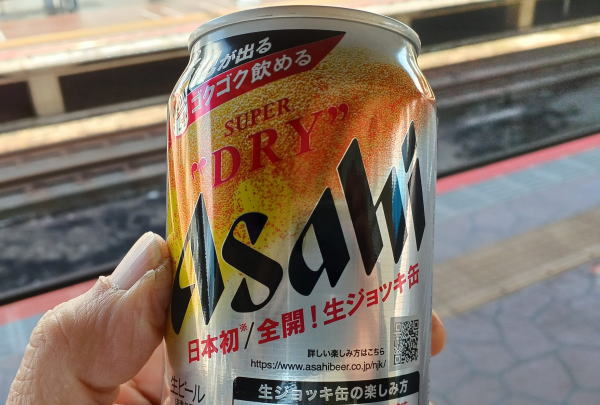 が出る
ゴクゴク飲める
SUPER
"DRY"
Asahi
日本初※/全開!生ジョッキ缶
詳しい楽しみ方はこちら
https://www.asahibeer.co.jp/njk/
生ビール
生ジョッキ缶の楽しみ方